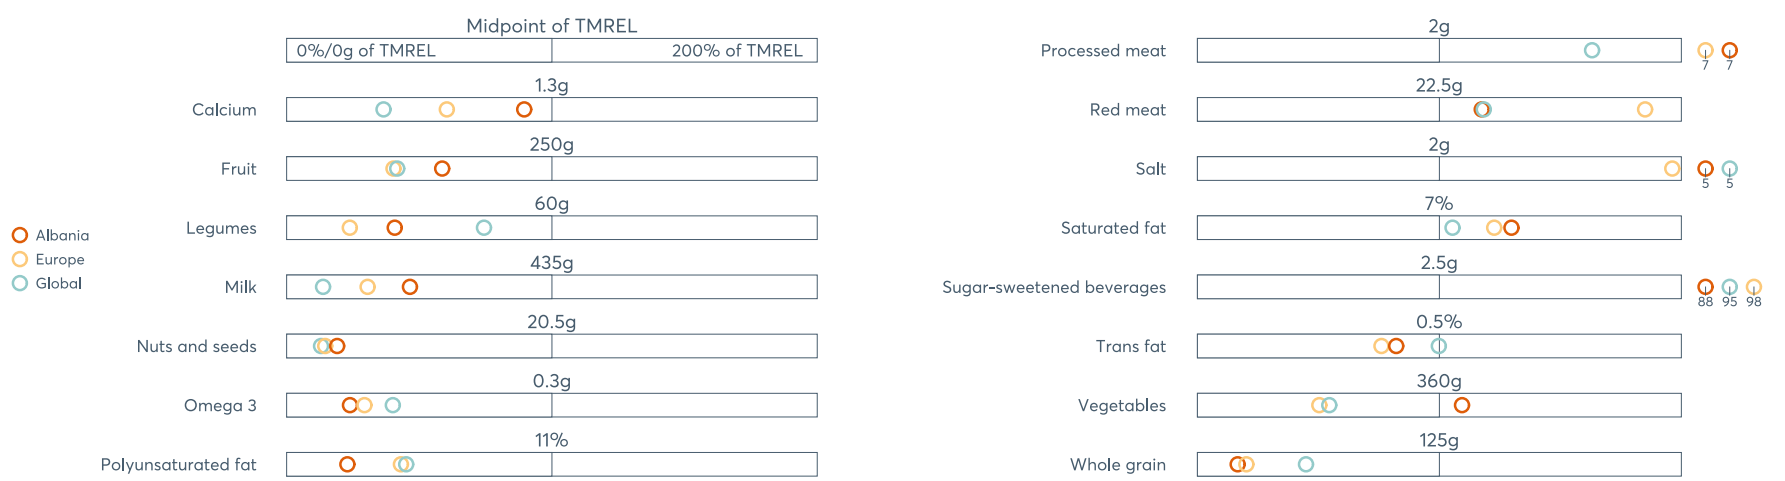 Midpoint of TMREL
0%/0g of TMREL 200% of TMREL
1.3g
Calcium
250g
Fruit
60g
Legumes
435g
Milk
20.5g
Nuts and seeds
0.3g
Omega 3
11%
Polyunsaturated fat
Albania
Europe
Global
2g
Processed meat
7 7
22.5g
Red meat
2g
Salt
5 5
7%
Saturated fat
2.5g
Sugar-sweetened beverages
88 95 98
0.5%
Trans fat
360g
Vegetables
125g
Whole grain